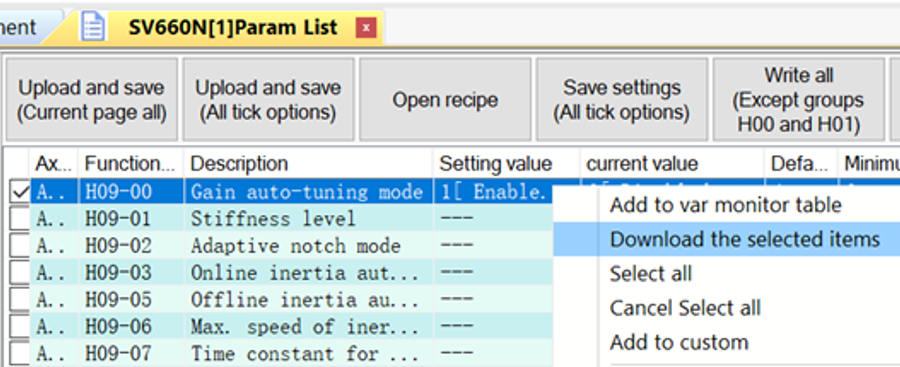 nent
SV660N[1]Param List
x
Upload and save
(Current page all)
Upload and save
(All tick options)
Open recipe
Save settings
(All tick options)
Write all
(Except groups
H00 and H01)
Ax... Function... Description Setting value current value Defa... Minimu
A.. H09-00 Gain auto-tuning mode 1[ Enable.
A.. H09-01 Stiffness level ---
A.. H09-02 Adaptive notch mode ---
A.. H09-03 Online inertia aut... ---
A.. H09-05 Offline inertia au... ---
A.. H09-06 Max. speed of iner... ---
A.. H09-07 Time constant for ... ---
Add to var monitor table
Download the selected items
Select all
Cancel Select all
Add to custom